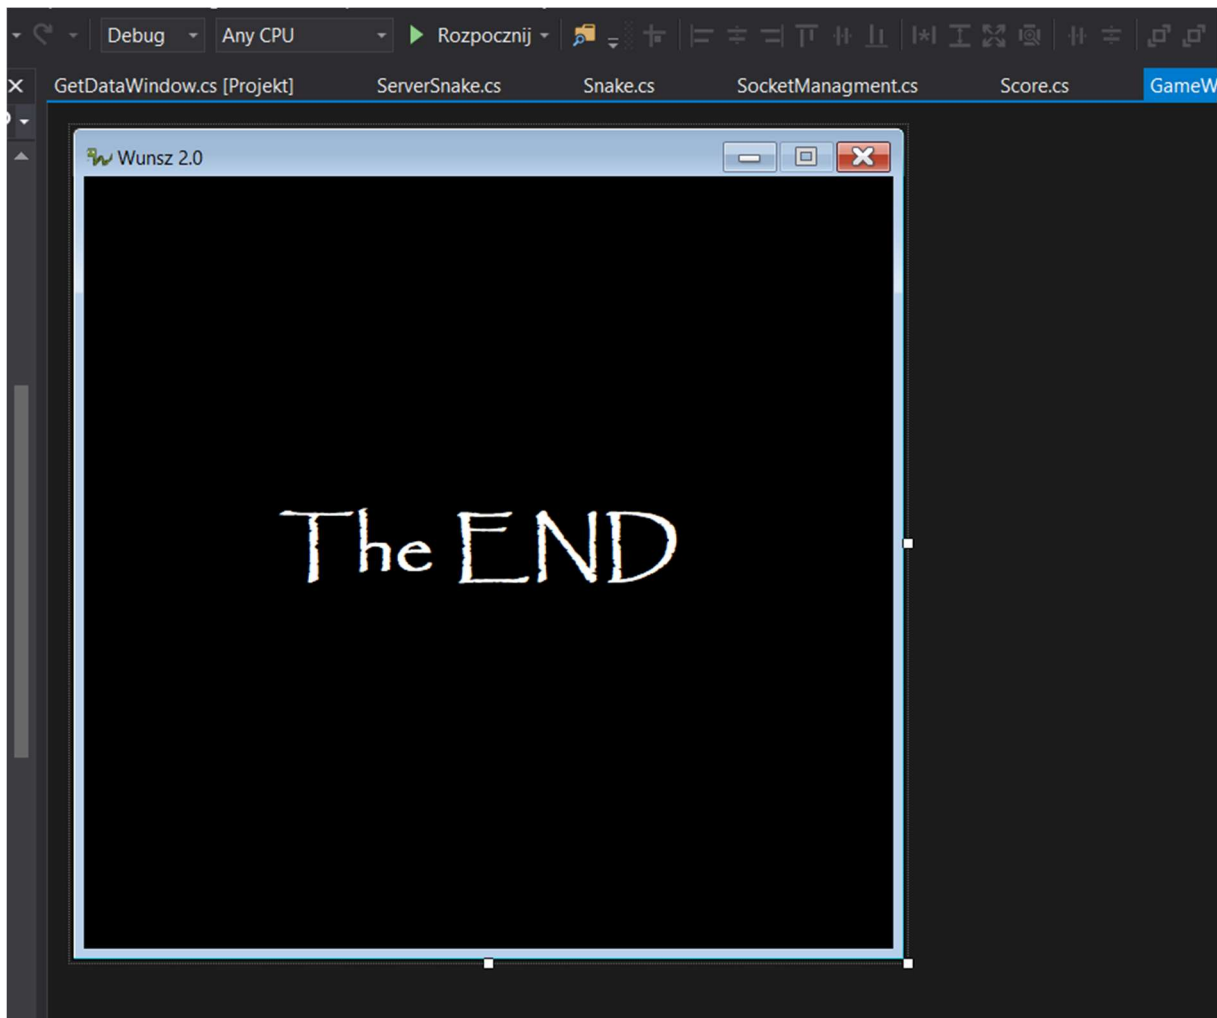 Debug Any CPU Rozpocznij
GetDataWindow.cs [Projekt] ServerSnake.cs Snake.cs SocketManagment.cs Score.cs GameW
Wunsz 2.0
The END